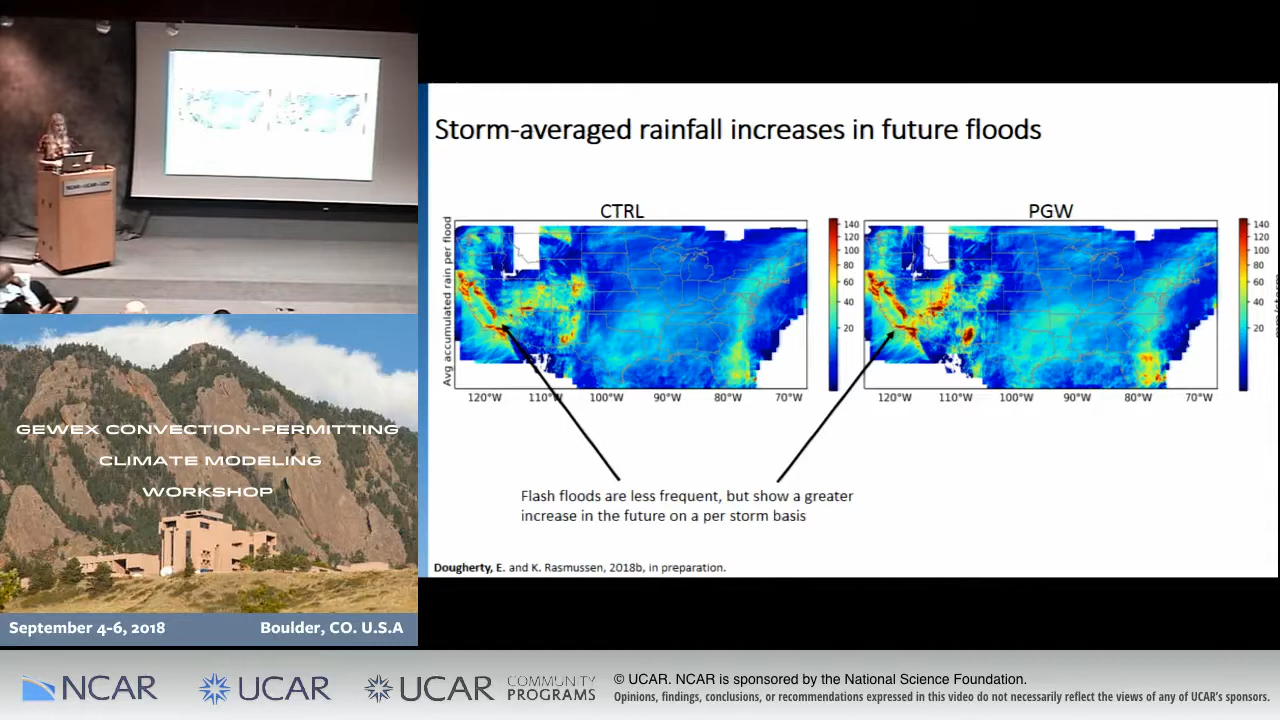 NCAR UCAR
GEWEX CONVECTION-PERMITTING
CLIMATE MODELING
WORKSHOP
September 4-6, 2018
Boulder, CO. U.S.A
Storm-averaged rainfall increases in future floods
CTRL
PGW
Avg accumulated rain per flood
140
120
100
80
60
40
20
140
120
100
80
60
40
20
120°W 110°W 100°W 90°W 80°W 70°W
120°W 110°W 100°W 90°W 80°W 70°W
Flash floods are less frequent, but show a greater
increase in the future on a per storm basis
Dougherty, E. and K. Rasmussen, 2018b, in preparation.
NCAR
UCAR
UCAR
COMMUNITY
PROGRAMS
© UCAR. NCAR is sponsored by the National Science Foundation.
Opinions, findings, conclusions, or recommendations expressed in this video do not necessarily reflect the views of any of UCAR's sponsors.